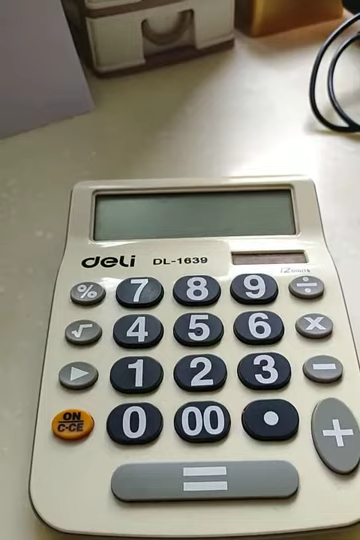 deli DL-1639
12 DIGITS
% 7 8 9 ÷
√ 4 5 6 X
▶ 1 2 3 −
ON
C·CE 0 00 • +
=